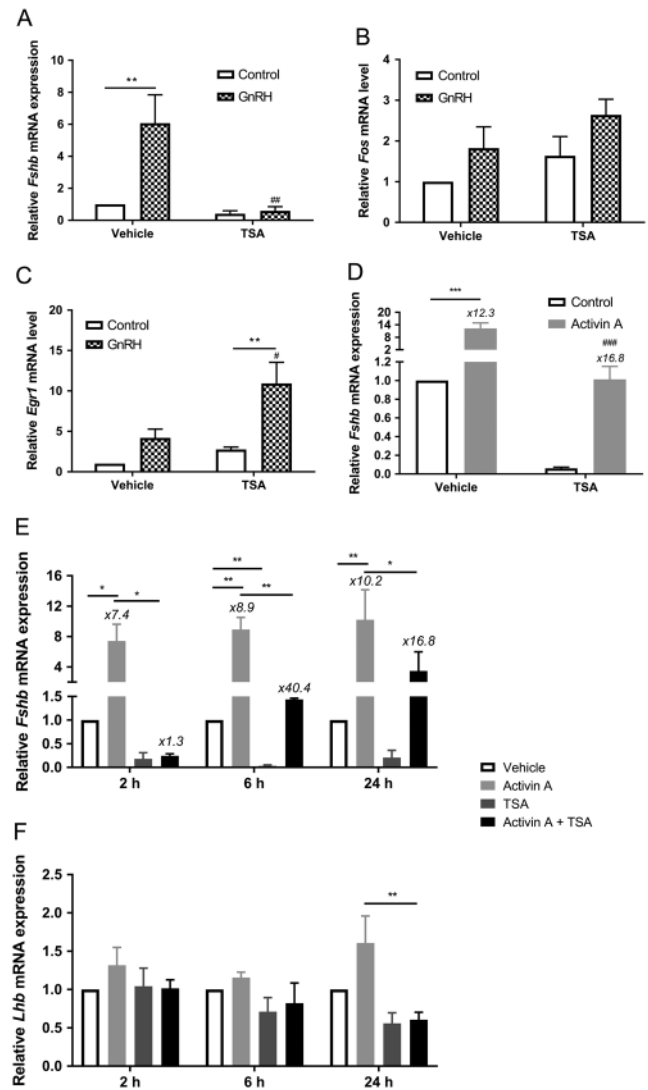 A
Relative Fshb mRNA expression
8
6
4
2
0
**
##
Control
GnRH
Vehicle
TSA
B
Relative Fos mRNA level
4
3
2
1
0
Control
GnRH
Vehicle
TSA
C
Relative Egr1 mRNA level
20
15
10
5
0
Control
GnRH
**
#
Vehicle
TSA
D
Relative Fshb mRNA expression
20
14
8
2
1.0
0.8
0.6
0.4
0.2
0.0
***
x12.3
Control
Activin A
###
x16.8
Vehicle
TSA
E
Relative Fshb mRNA expression
16
12
8
4
1.5
1.0
0.5
0.0
* *
x7.4
x1.3
**
** **
x8.9
x40.4
** *
x10.2
x16.8
2 h
6 h
24 h
Vehicle
Activin A
TSA
Activin A + TSA
F
Relative Lhb mRNA expression
2.5
2.0
1.5
1.0
0.5
0.0
**
2 h
6 h
24 h